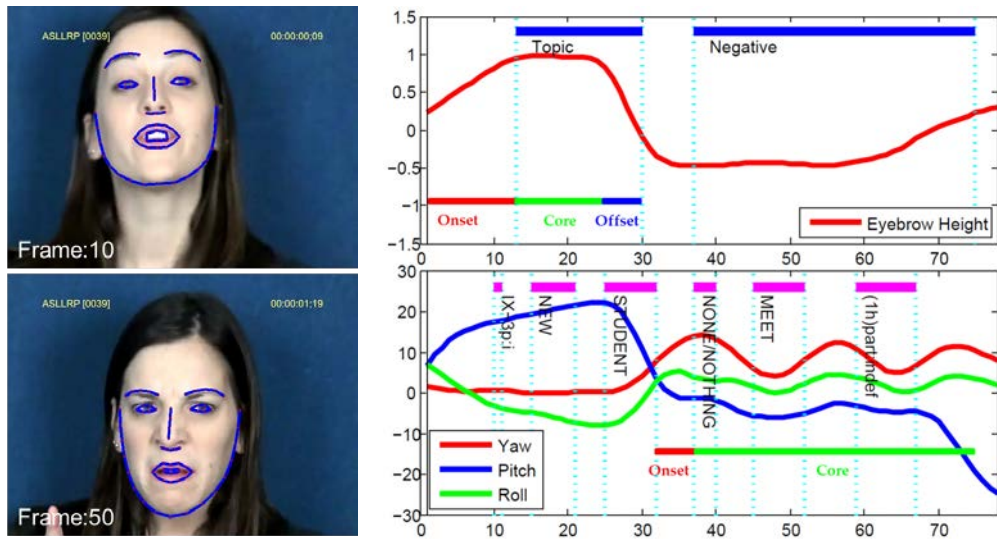 ASLLRP [0039] 00:00:00;09
Frame:10
ASLLRP [0039] 00:00:01;19
Frame:50
1.5
1
0.5
0
−0.5
−1
−1.5
Topic
Negative
Onset Core Offset
Eyebrow Height
0 10 20 30 40 50 60 70
30
20
10
0
−10
−20
−30
IX-3p:i
NEW
STUDENT
NONE/NOTHING
MEET
(1h)part:indef
Yaw
Pitch
Roll
Onset Core
0 10 20 30 40 50 60 70